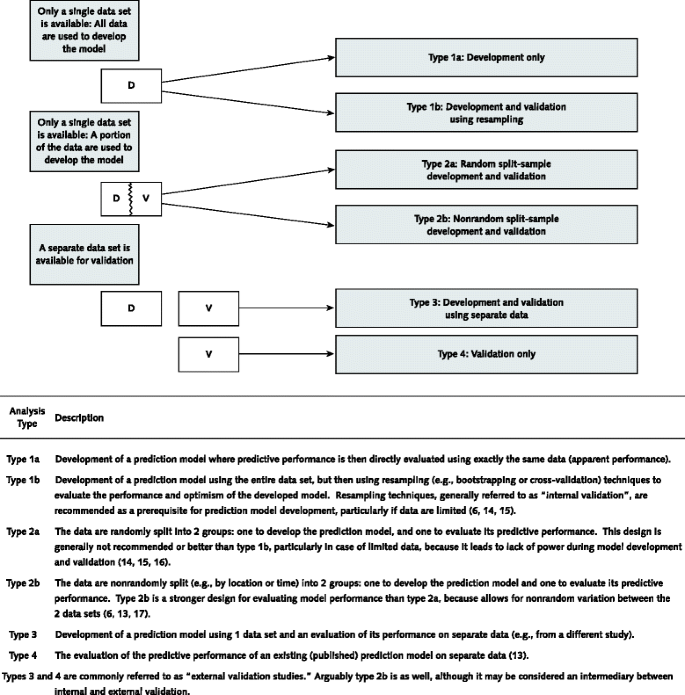 Only a single data set
is available: All data
are used to develop
the model
D
Type 1a: Development only
Type 1b: Development and validation
using resampling
Only a single data set
is available: A portion
of the data are used to
develop the model
D V
Type 2a: Random split-sample
development and validation
Type 2b: Nonrandom split-sample
development and validation
A separate data set is
available for validation
D V
Type 3: Development and validation
using separate data
V
Type 4: Validation only
Analysis
Type Description
Type 1a Development of a prediction model where predictive performance is then directly evaluated using exactly the same data (apparent performance).
Type 1b Development of a prediction model using the entire data set, but then using resampling (e.g., bootstrapping or cross-validation) techniques to
evaluate the performance and optimism of the developed model. Resampling techniques, generally referred to as "internal validation", are
recommended as a prerequisite for prediction model development, particularly if data are limited (6, 14, 15).
Type 2a The data are randomly split into 2 groups: one to develop the prediction model, and one to evaluate its predictive performance. This design is
generally not recommended or better than type 1b, particularly in case of limited data, because it leads to lack of power during model development
and validation (14, 15, 16).
Type 2b The data are nonrandomly split (e.g., by location or time) into 2 groups: one to develop the prediction model and one to evaluate its predictive
performance. Type 2b is a stronger design for evaluating model performance than type 2a, because allows for nonrandom variation between the
2 data sets (6, 13, 17).
Type 3 Development of a prediction model using 1 data set and an evaluation of its performance on separate data (e.g., from a different study).
Type 4 The evaluation of the predictive performance of an existing (published) prediction model on separate data (13).
Types 3 and 4 are commonly referred to as "external validation studies." Arguably type 2b is as well, although it may be considered an intermediary between
internal and external validation.